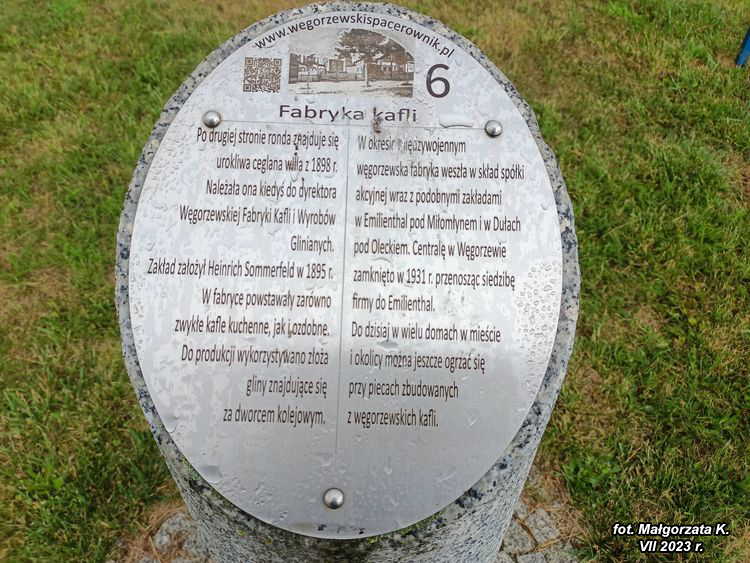 www.węgorzewskispacerownik.pl
6
Fabryka kafli
Po drugiej stronie ronda znajduje się
urokliwa ceglana willa z 1898 r.
Należała ona kiedyś do dyrektora
Węgorzewskiej Fabryki Kafli i Wyrobów
Glinianych.
Zakład założył Heinrich Sommerfeld w 1895 r.
W fabryce powstawały zarówno
zwykłe kafle kuchenne, jak i ozdobne.
Do produkcji wykorzystywano złoża
gliny znajdujące się
za dworcem kolejowym.
W okresie międzywojennym
węgorzewska fabryka weszła w skład spółki
akcyjnej wraz z podobnymi zakładami
w Emilienthal pod Miłomłynem i w Dułach
pod Oleckiem. Centralę w Węgorzewie
zamknięto w 1931 r. przenosząc siedzibę
firmy do Emilienthal.
Do dzisiaj w wielu domach w mieście
i okolicy można jeszcze ogrzać się
przy piecach zbudowanych
z węgorzewskich kafli.
fot. Małgorzata K.
VII 2023 r.